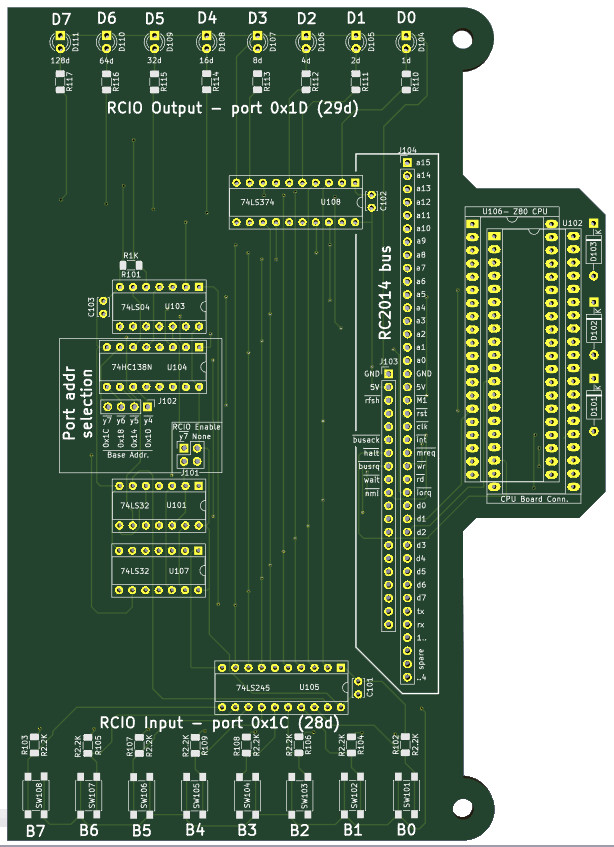 D7 D6 D5 D4 D3 D2 D1 D0
D111 D110 D109 D108 D107 D106 D105 D104
128d 64d 32d 16d 8d 4d 2d 1d
R117 R116 R115 R114 R113 R112 R111 R110
RCIO Output – port 0x1D (29d)
J104
a15
a14
74LS374 U108 C102
a13
a12
a11
a10
a9
a8
a7
a6
a5
a4
a3
a2
a1
a0
RC2014 bus
U106- Z80 CPU
U102
K D103
K D102
K D101
CPU Board Conn.
R1K
R101
C103
74LS04 U103
74HC138N U104
Port addr
selection
J102
y7 y6 y5 y4
0x1C 0x18 0x14 0x10
Base Addr.
RCIO Enable
y7 None
J101
74LS32 U101
74LS32 U107
J103
GND GND
5V 5V
rfsh M1
rst
clk
busack int
halt mreq
busrq wr
wait rd
nmi iorq
d0
d1
d2
d3
d4
d5
d6
d7
tx
rx
1..
spare
..4
74LS245 U105 C101
RCIO Input – port 0x1C (28d)
R103 R2.2K R2.2K R105 R107 R2.2K R2.2K R109 R108 R2.2K R2.2K R106 R2.2K R104 R102 R2.2K
SW108 SW107 SW106 SW105 SW104 SW103 SW102 SW101
B7 B6 B5 B4 B3 B2 B1 B0